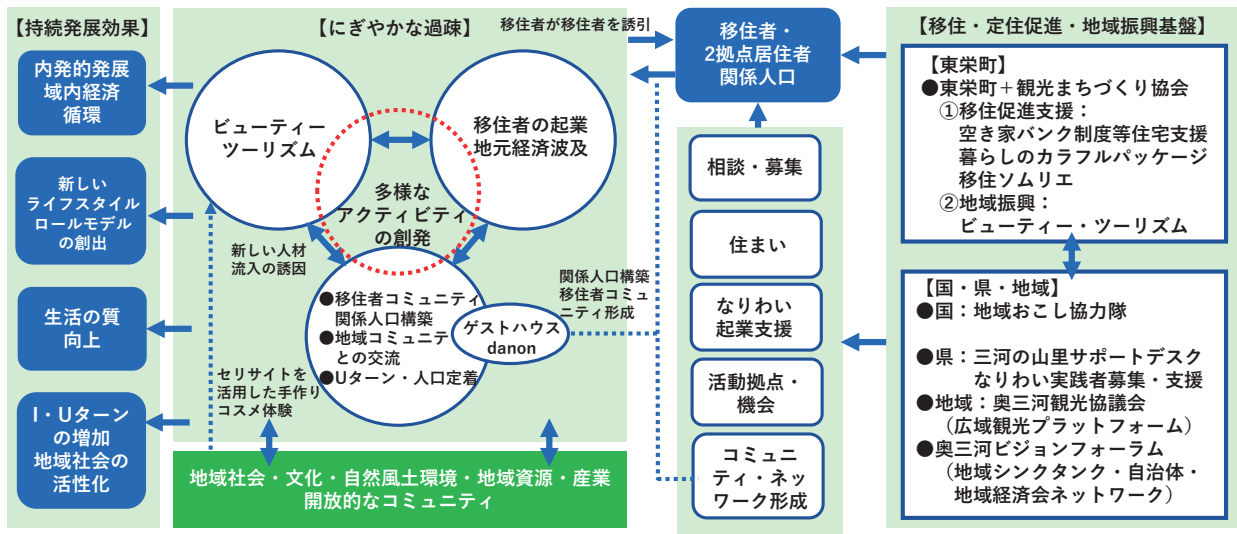 【持続発展効果】
内発的発展
域内経済
循環
新しい
ライフスタイル
ロールモデル
の創出
生活の質
向上
I・Uターン
の増加
地域社会の
活性化
【にぎやかな過疎】
移住者が移住者を誘引
ビューティー
ツーリズム
移住者の起業
地元経済波及
多様な
アクティビティ
の創発
新しい人材
流入の誘因
●移住者コミュニティ
関係人口構築
●地域コミュニテ
との交流
●Uターン・人口定着
ゲストハウス
danon
関係人口構築
移住者コミュ
ニティ形成
セリサイトを
活用した手作り
コスメ体験
地域社会・文化・自然風土環境・地域資源・産業
開放的なコミュニティ
移住者・
2拠点居住者
関係人口
相談・募集
住まい
なりわい
起業支援
活動拠点・
機会
コミュニ
ティ・ネッ
ワーク形成
【移住・定住促進・地域振興基盤】
【東栄町】
●東栄町＋観光まちづくり協会
①移住促進支援：
空き家バンク制度等住宅支援
暮らしのカラフルパッケージ
移住ソムリエ
②地域振興：
ビューティー・ツーリズム
【国・県・地域】
●国：地域おこし協力隊
●県：三河の山里サポートデスク
なりわい実践者募集・支援
●地域：奥三河観光協議会
（広域観光プラットフォーム）
●奥三河ビジョンフォーラム
（地域シンクタンク・自治体・
地域経済会ネットワーク）